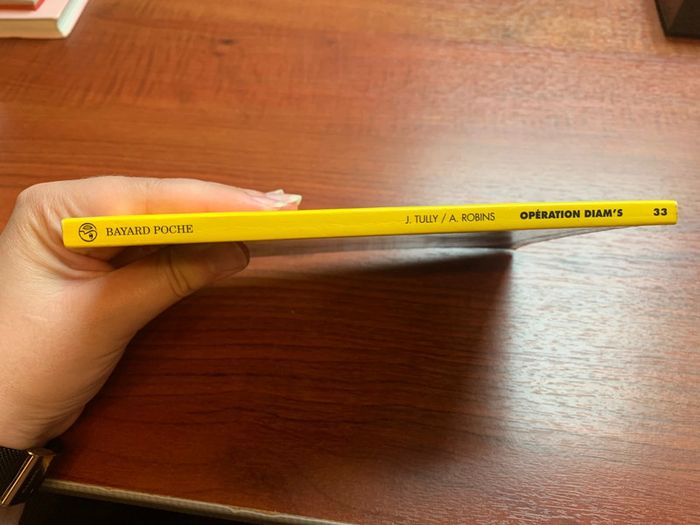 BAYARD POCHE J. TULLY / A. ROBINS OPÉRATION DIAM'S 33